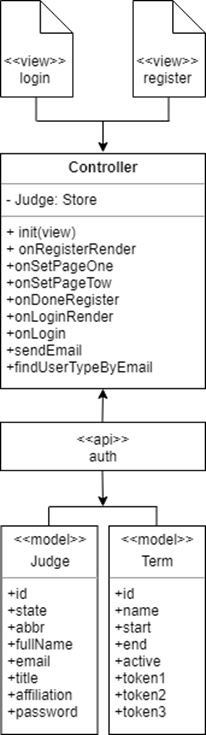 <<view>>
login
<<view>>
register
Controller
- Judge: Store
+ init(view)
+ onRegisterRender
+onSetPageOne
+onSetPageTow
+onDoneRegister
+onLoginRender
+onLogin
+sendEmail
+findUserTypeByEmail
<<api>>
auth
<<model>>
Judge
+id
+state
+abbr
+fullName
+email
+title
+affiliation
+password
<<model>>
Term
+id
+name
+start
+end
+active
+token1
+token2
+token3